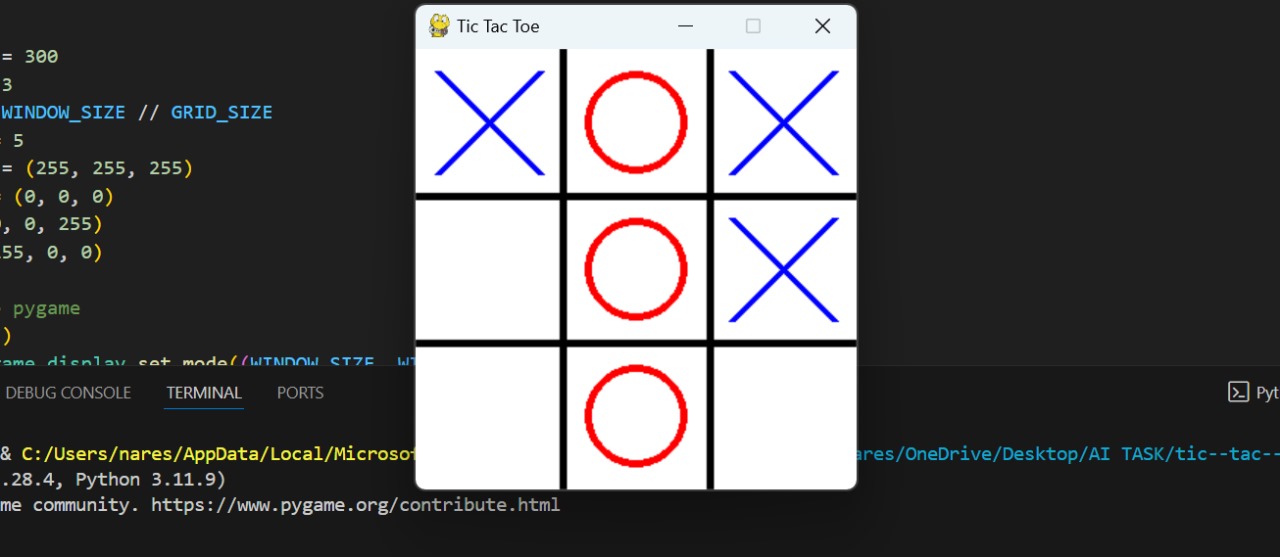 Tic Tac Toe
= 300
3
WINDOW_SIZE // GRID_SIZE
= 5
= (255, 255, 255)
= (0, 0, 0)
0, 0, 255)
55, 0, 0)
pygame
)
ame.display.set_mode((WINDOW_SIZE, WI
DEBUG CONSOLE TERMINAL PORTS Pyt
& C:/Users/nares/AppData/Local/Microsof ares/OneDrive/Desktop/AI TASK/tic--tac--
.28.4, Python 3.11.9)
me community. https://www.pygame.org/contribute.html